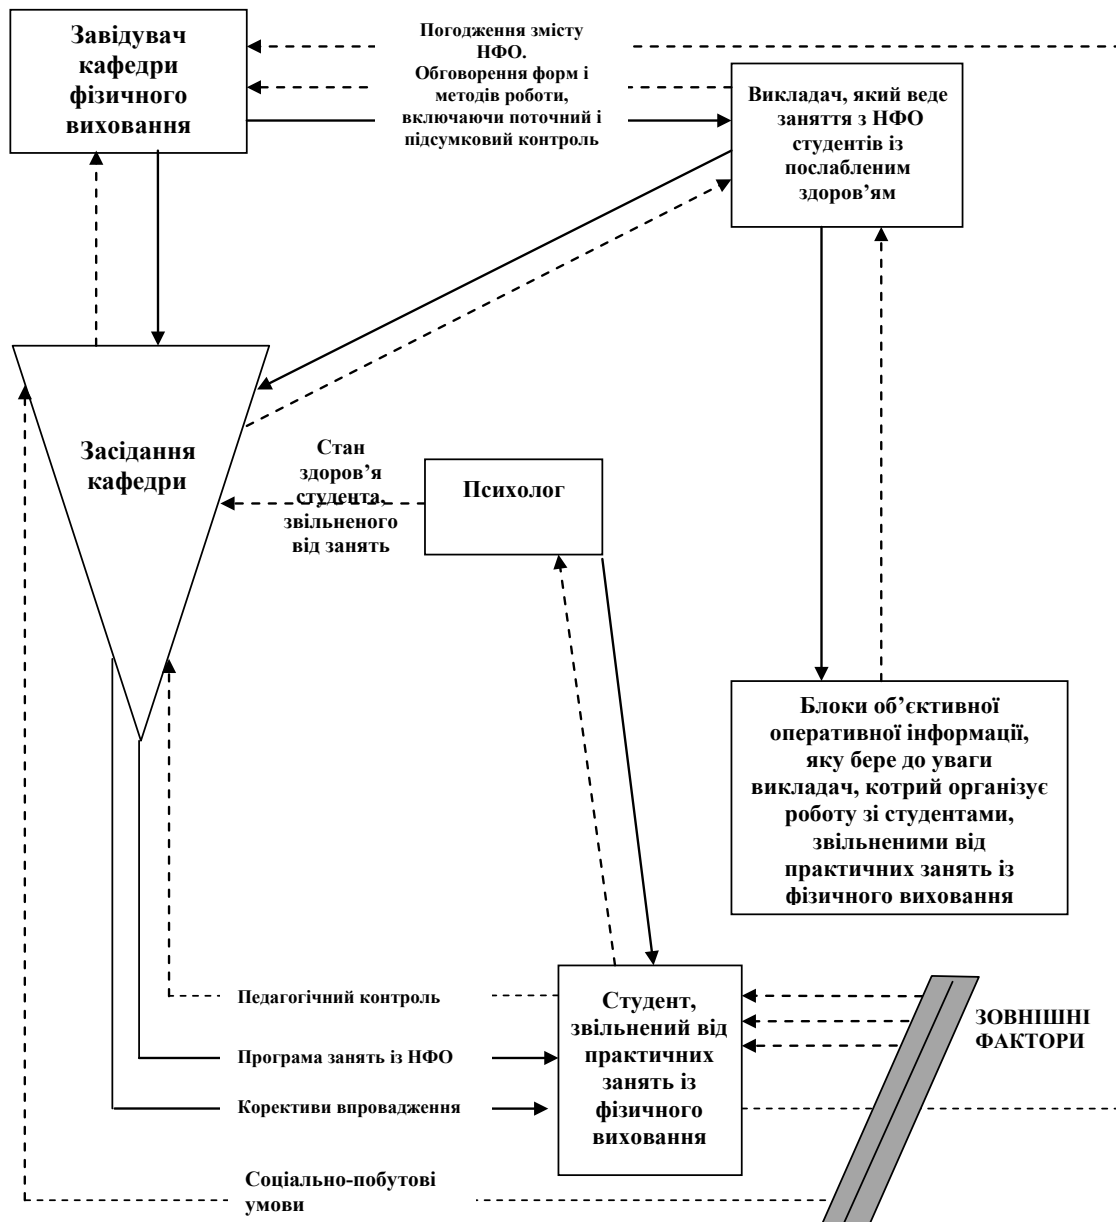 Завідувач
кафедри
фізичного
виховання
Погодження змісту
НФО.
Обговорення форм і
методів роботи,
включаючи поточний і
підсумковий контроль
Викладач, який веде
заняття з НФО
студентів із
послабленим
здоров’ям
Засідання
кафедри
Стан
здоров’я
студента,
звільненого
від занять
Психолог
Блоки об’єктивної
оперативної інформації,
яку бере до уваги
викладач, котрий організує
роботу зі студентами,
звільненими від
практичних занять із
фізичного виховання
Педагогічний контроль
Програма занять із НФО
Корективи впровадження
Соціально-побутові
умови
Студент,
звільнений від
практичних
занять із
фізичного
виховання
ЗОВНІШНІ
ФАКТОРИ